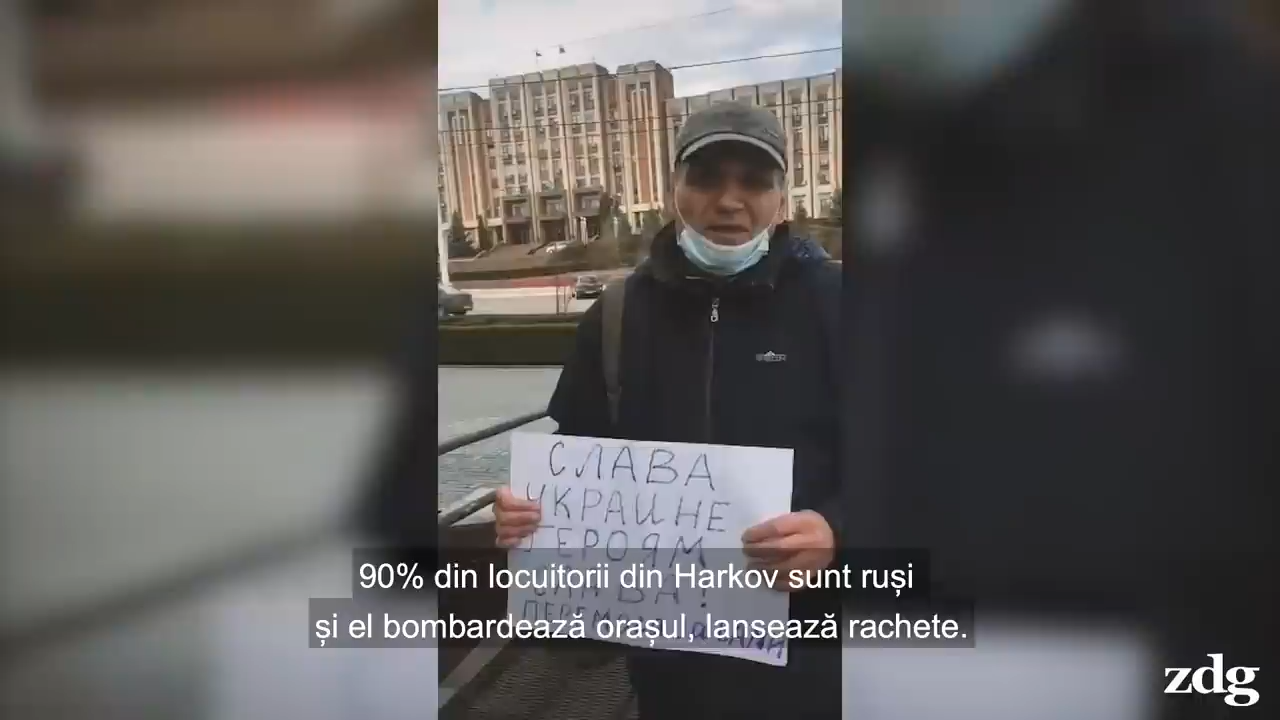 СЛАВА
УКРАИНЕ
ГЕРОЯМ
90% din locuitorii din Harkov sunt ruși
și el bombardează orașul, lansează rachete.
zdg